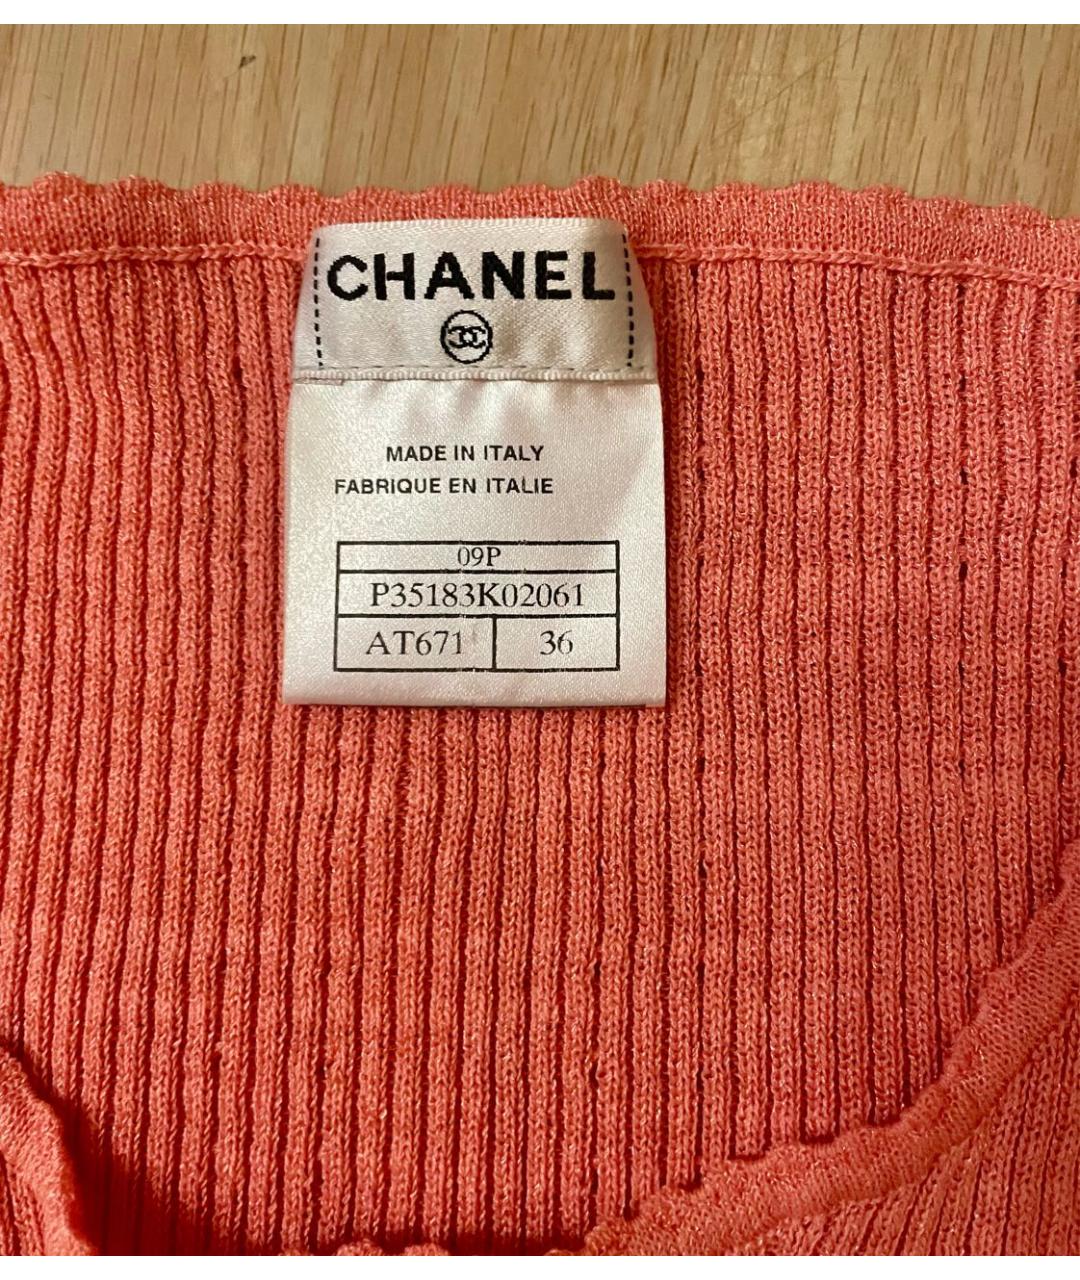 CHANEL
MADE IN ITALY
FABRIQUE EN ITALIE
09P
P35183K02061
AT671 36